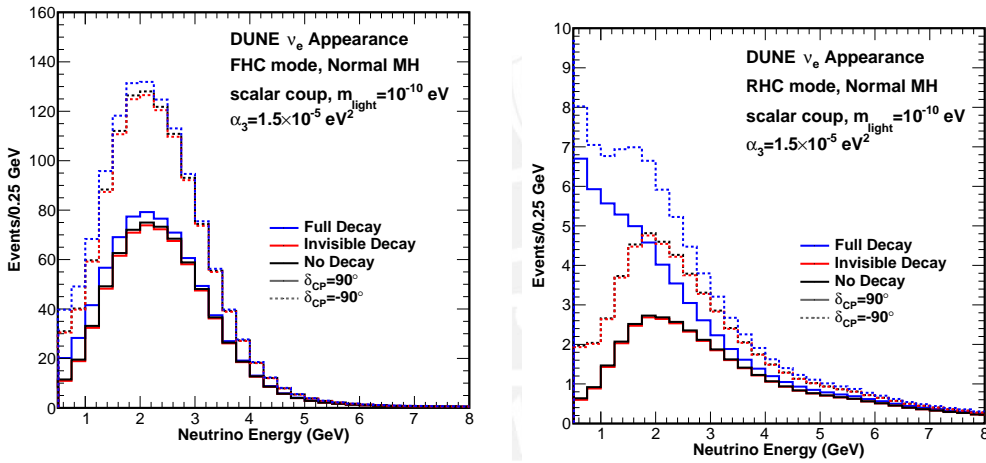 DUNE ν_e Appearance
FHC mode, Normal MH
scalar coup, m_light=10^-10 eV
α_3=1.5×10^-5 eV^2
Full Decay
Invisible Decay
No Decay
δ_CP=90°
δ_CP=-90°
Events/0.25 GeV
160
140
120
100
80
60
40
20
0
1 2 3 4 5 6 7 8
Neutrino Energy (GeV)
DUNE ν_e Appearance
RHC mode, Normal MH
scalar coup, m_light=10^-10 eV
α_3=1.5×10^-5 eV^2
Full Decay
Invisible Decay
No Decay
δ_CP=90°
δ_CP=-90°
Events/0.25 GeV
10
9
8
7
6
5
4
3
2
1
0
1 2 3 4 5 6 7 8
Neutrino Energy (GeV)